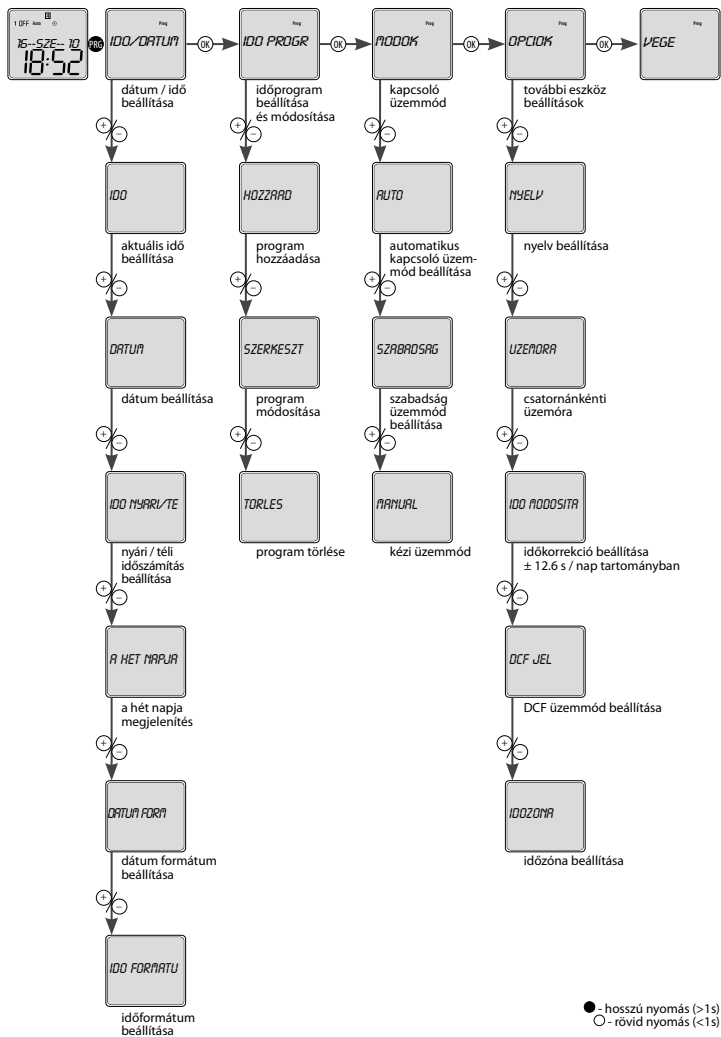 1 OFF Auto
16--SZE-- 10
18:52
PRG
Prog
IDO/DATUM
OK
Prog
IDO PROGR
OK
Prog
MODOK
OK
Prog
OPCIOK
OK
Prog
VEGE
dátum / idő
beállítása
időprogram
beállítása
és módosítása
kapcsoló
üzemmód
további eszköz
beállítások
+
−
+
−
+
−
+
−
IDO
HOZZAAD
AUTO
NYELV
aktuális idő
beállítása
program
hozzáadása
automatikus
kapcsoló üzem-
mód beállítása
nyelv beállítása
+
−
+
−
+
−
+
−
DATUM
SZERKESZT
SZABADSAG
UZEMORA
dátum beállítása
program
módosítása
szabadság
üzemmód
beállítása
csatornánkénti
üzemóra
+
−
+
−
+
−
+
−
IDO NYARI/TE
TORLES
MANUAL
IDO MODOSITA
nyári / téli
időszámítás
beállítása
program törlése
kézi üzemmód
időkorrekció beállítása
± 12.6 s / nap tartományban
+
−
+
−
A HET NAPJA
DCF JEL
a hét napja
megjelenítés
DCF üzemmód beállítása
+
−
+
−
DATUM FORM
IDOZONA
dátum formátum
beállítása
időzóna beállítása
+
−
IDO FORMATU
időformátum
beállítása
- hosszú nyomás (>1s)
- rövid nyomás (<1s)